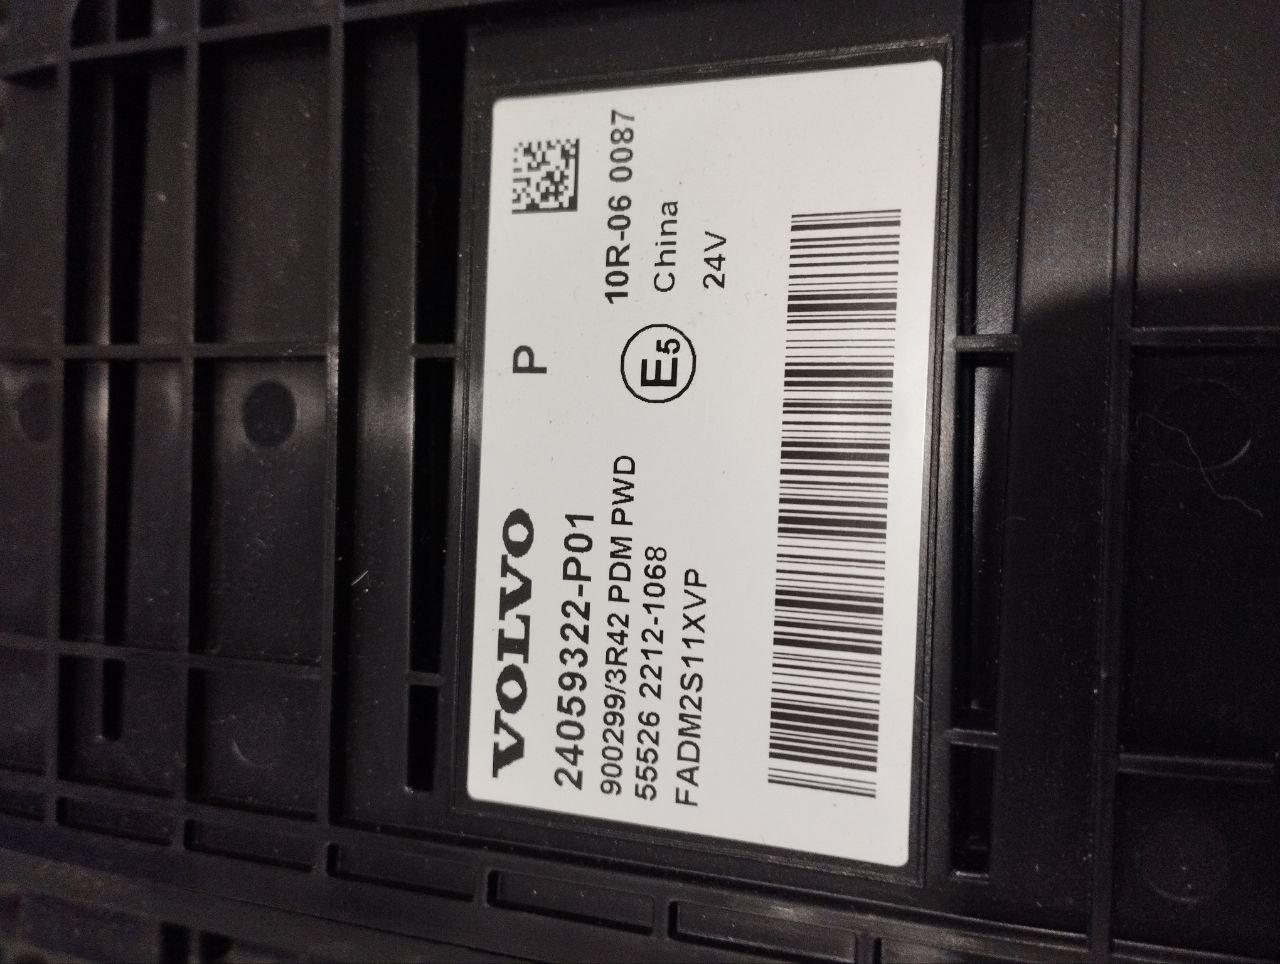 VOLVO
P
24059322-P01
900299/3R42 PDM PWD
55526 2212-1068
FADM2S11XVP
E5
10R-06 0087
China
24V